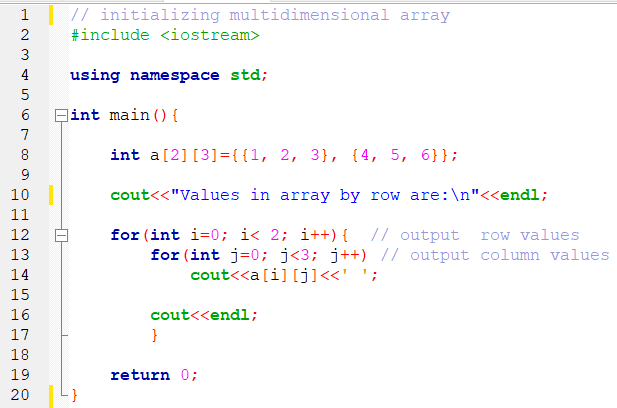 1 // initializing multidimensional array
2 #include <iostream>
3
4 using namespace std;
5
6 int main(){
7
8 int a[2][3]={{1, 2, 3}, {4, 5, 6}};
9
10 cout<<"Values in array by row are:\n"<<endl;
11
12 for(int i=0; i< 2; i++){  // output  row values
13 for(int j=0; j<3; j++) // output column values
14 cout<<a[i][j]<<' ';
15
16 cout<<endl;
17 }
18
19 return 0;
20 }